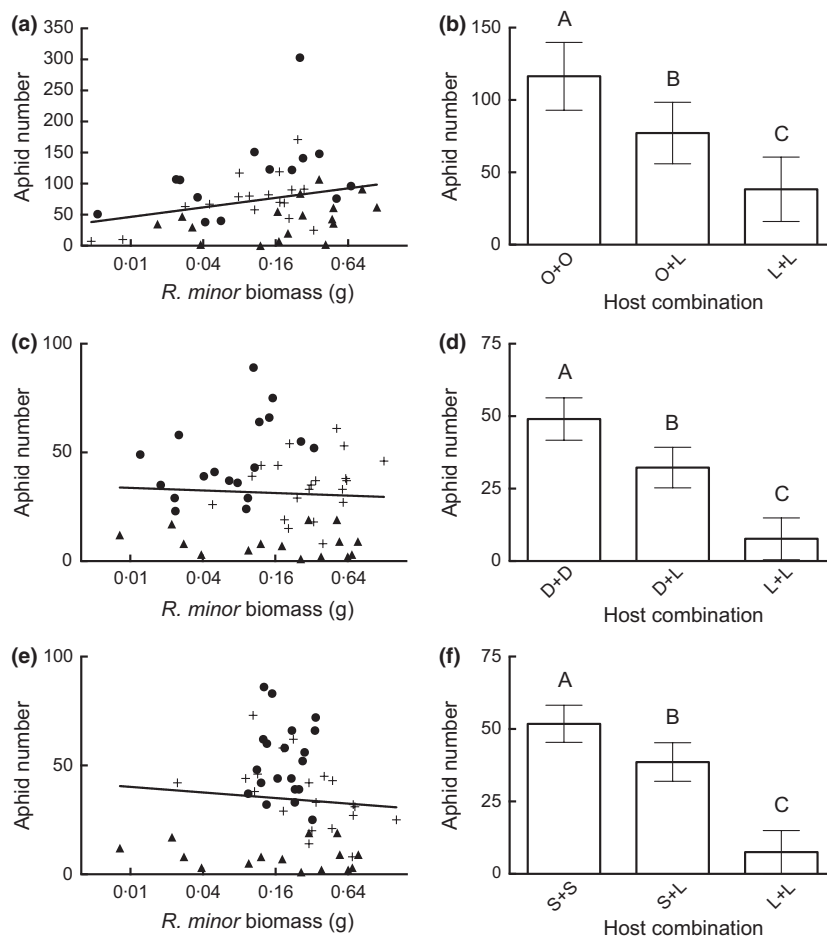 (a)
350
300
250
200
150
100
50
0
Aphid number
0·01
0·04
0·16
0·64
R. minor biomass (g)
(b)
150
100
50
0
Aphid number
A
B
C
O+O
O+L
L+L
Host combination
(c)
100
50
0
Aphid number
0·01
0·04
0·16
0·64
R. minor biomass (g)
(d)
75
50
25
0
Aphid number
A
B
C
D+D
D+L
L+L
Host combination
(e)
100
50
0
Aphid number
0·01
0·04
0·16
0·64
R. minor biomass (g)
(f)
75
50
25
0
Aphid number
A
B
C
S+S
S+L
L+L
Host combination